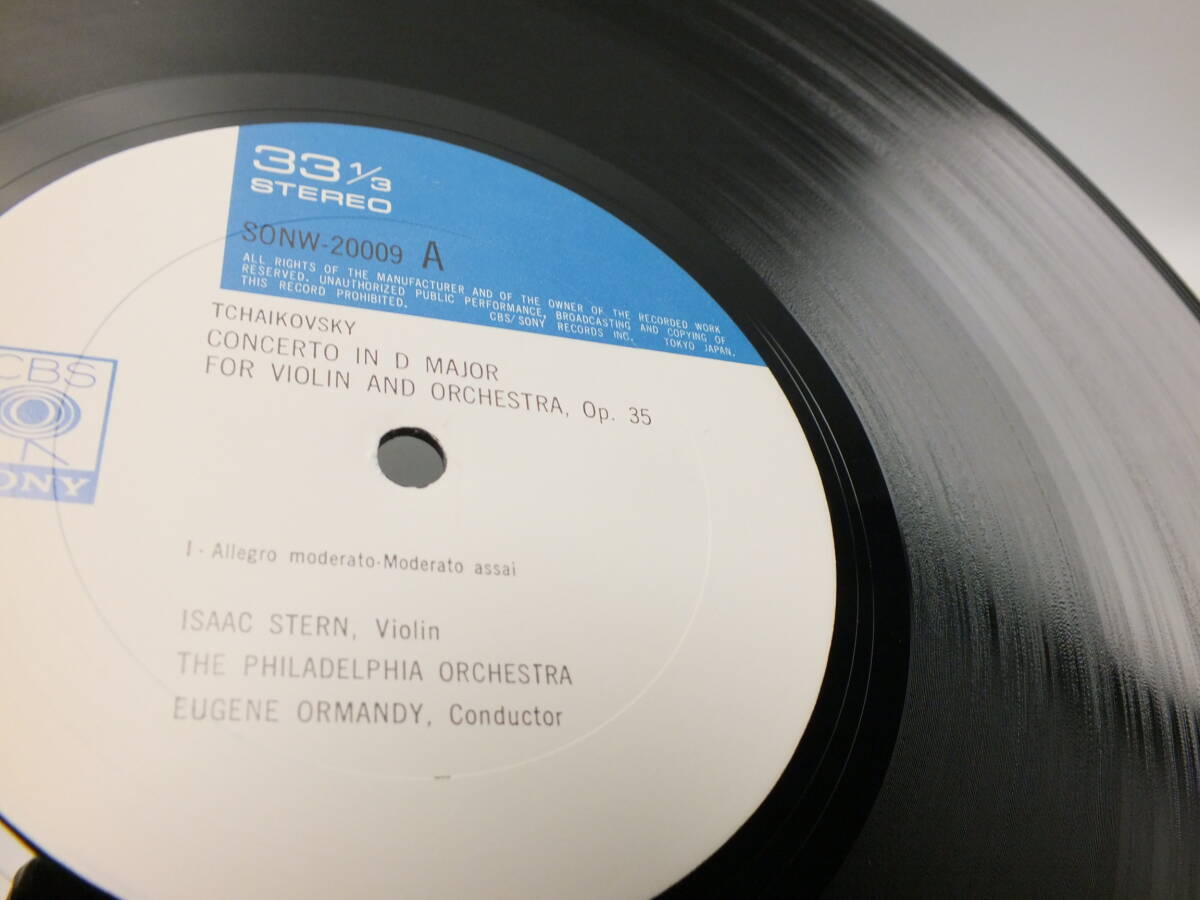 33 1/3
STEREO
SONW-20009 A
ALL RIGHTS OF THE MANUFACTURER AND OF THE OWNER OF THE RECORDED WORK
RESERVED. UNAUTHORIZED PUBLIC PERFORMANCE, BROADCASTING AND COPYING OF
THIS RECORD PROHIBITED. CBS/SONY RECORDS INC. TOKYO JAPAN.
TCHAIKOVSKY
CONCERTO IN D MAJOR
FOR VIOLIN AND ORCHESTRA, Op. 35
CBS
ONY
I - Allegro moderato-Moderato assai
ISAAC STERN, Violin
THE PHILADELPHIA ORCHESTRA
EUGENE ORMANDY, Conductor